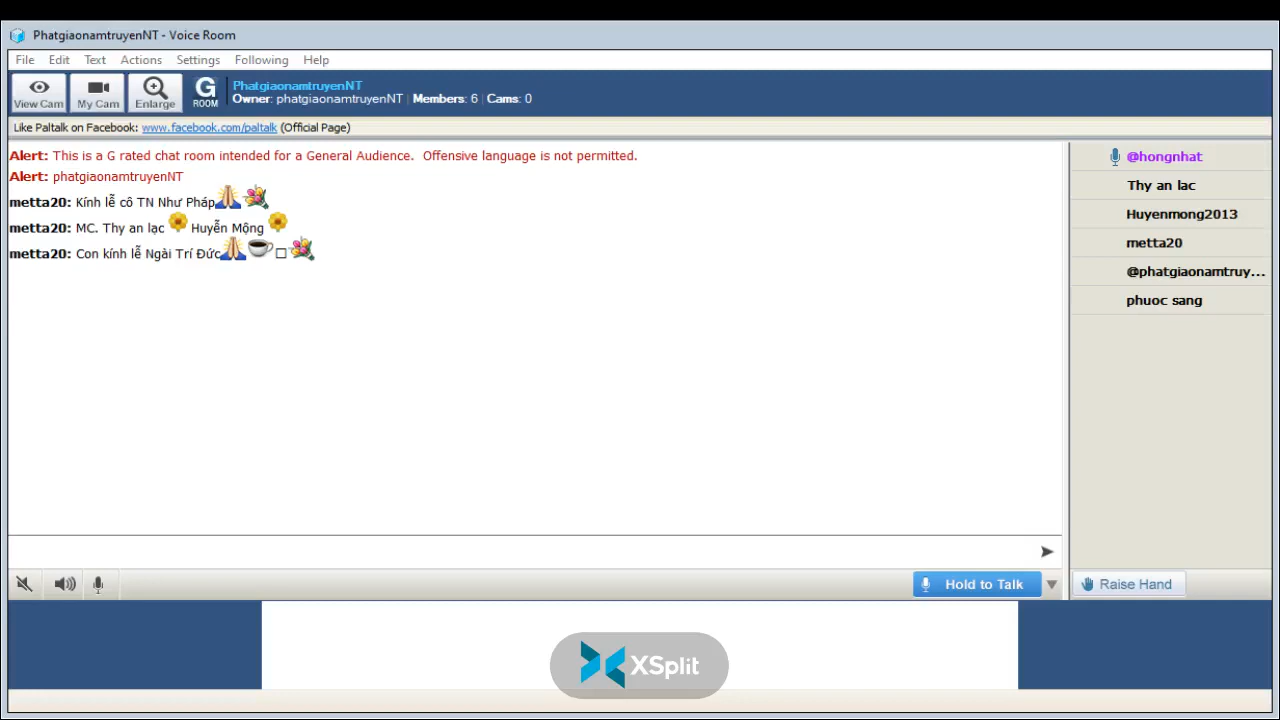 PhatgiaonamtruyenNT - Voice Room
File Edit Text Actions Settings Following Help
View Cam My Cam Enlarge G ROOM
PhatgiaonamtruyenNT
Owner: phatgiaonamtruyenNT | Members: 6 | Cams: 0
Like Paltalk on Facebook: www.facebook.com/paltalk (Official Page)
Alert: This is a G rated chat room intended for a General Audience. Offensive language is not permitted.
Alert: phatgiaonamtruyenNT
metta20: Kính lễ cô TN Như Pháp
metta20: MC. Thy an lạc Huyễn Mộng
metta20: Con kính lễ Ngài Trí Đức
@hongnhat
Thy an lac
Huyenmong2013
metta20
@phatgiaonamtruy...
phuoc sang
Hold to Talk
Raise Hand
XSplit